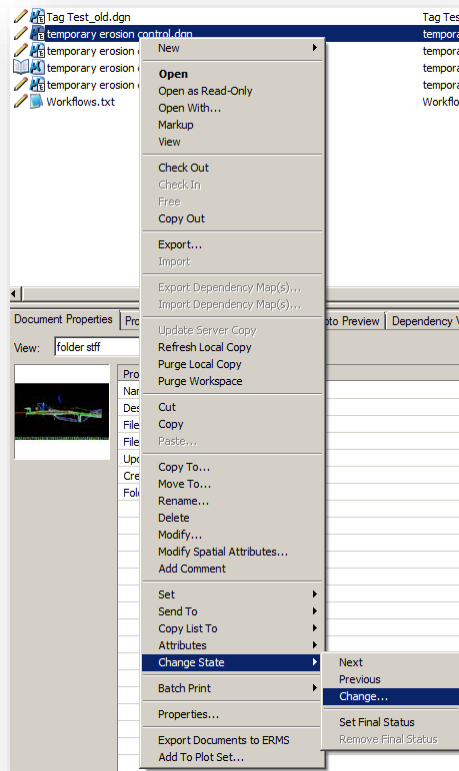 Tag Test_old.dgn Tag Tes
temporary erosion control.dgn tempora
temporary erosion tempora
temporary erosion tempora
temporary erosion tempora
Workflows.txt Workflo
New
Open
Open as Read-Only
Open With...
Markup
View
Check Out
Check In
Free
Copy Out
Export...
Import
Export Dependency Map(s)...
Import Dependency Map(s)...
Document Properties Pro oto Preview Dependency V
Update Server Copy
View: folder stff
Refresh Local Copy
Purge Local Copy
Pro
Purge Workspace
Nar
Cut
Des
Copy
File
Paste...
File
Upd
Copy To...
Cre
Move To...
Fold
Rename...
Delete
Modify...
Modify Spatial Attributes...
Add Comment
Set
Send To
Copy List To
Attributes
Change State
Next
Previous
Change...
Set Final Status
Remove Final Status
Batch Print
Properties...
Export Documents to ERMS
Add To Plot Set...